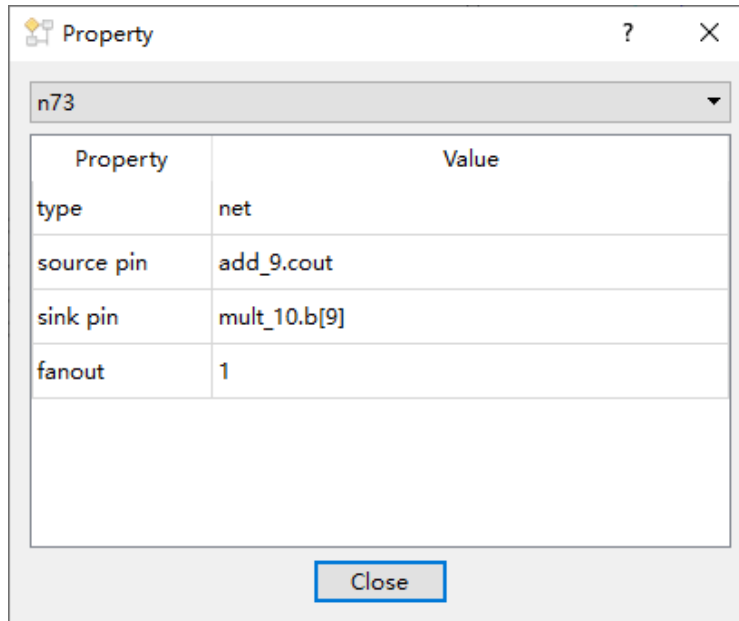 Property
?
n73
Property Value
type net
source pin add_9.cout
sink pin mult_10.b[9]
fanout 1
Close